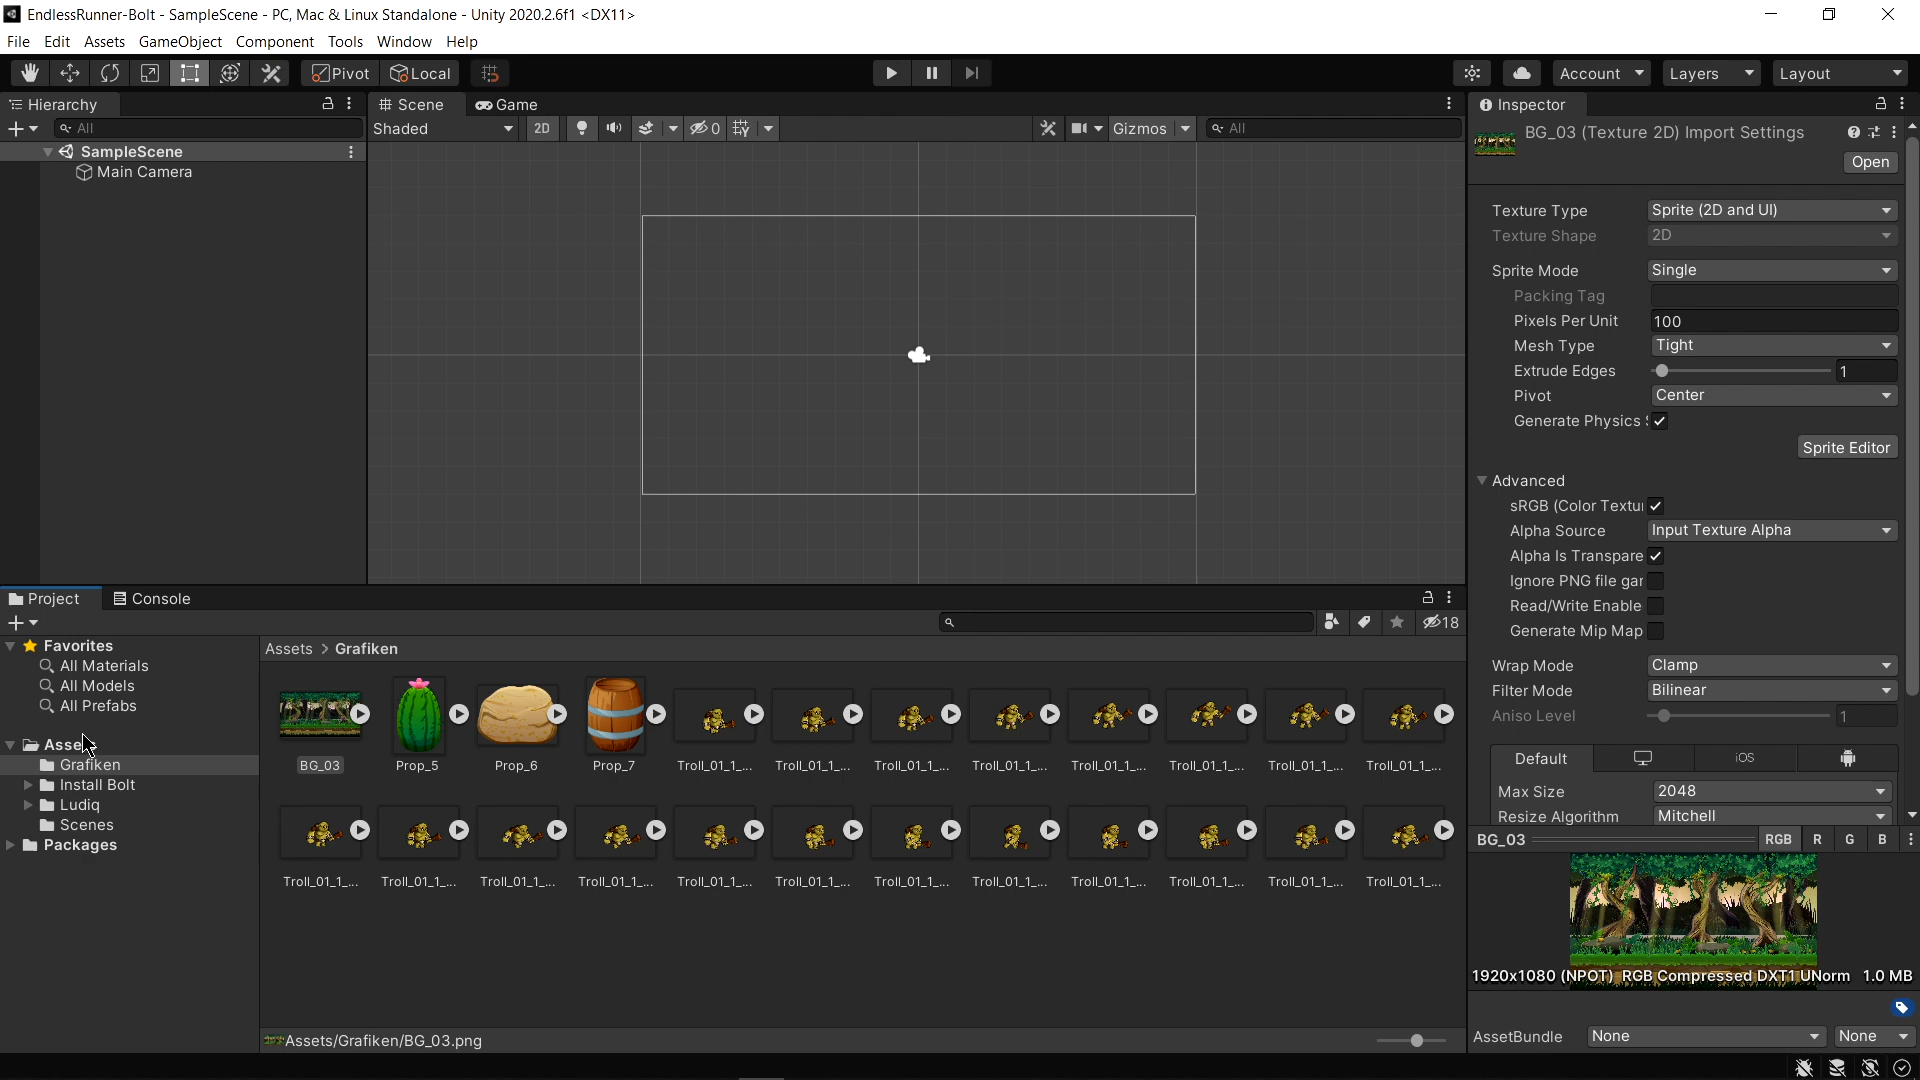 EndlessRunner-Bolt - SampleScene - PC, Mac & Linux Standalone - Unity 2020.2.6f1 <DX11>
File Edit Assets GameObject Component Tools Window Help
Pivot Local Account Layers Layout
Hierarchy
All
SampleScene
Main Camera
Scene Game
Shaded 2D 0 Gizmos All
Inspector
BG_03 (Texture 2D) Import Settings
Open
Texture Type Sprite (2D and UI)
Texture Shape 2D
Sprite Mode Single
Packing Tag
Pixels Per Unit 100
Mesh Type Tight
Extrude Edges 1
Pivot Center
Generate Physics
Sprite Editor
Advanced
sRGB (Color Textu
Alpha Source Input Texture Alpha
Alpha Is Transpare
Ignore PNG file gar
Read/Write Enable
Generate Mip Map
Wrap Mode Clamp
Filter Mode Bilinear
Aniso Level 1
Default iOS
Max Size 2048
Resize Algorithm Mitchell
BG_03 RGB R G B
1920x1080 (NPOT) RGB Compressed DXT1 UNorm 1.0 MB
AssetBundle None None
Project Console
18
Favorites
All Materials
All Models
All Prefabs
Asse
Grafiken
Install Bolt
Ludiq
Scenes
Packages
Assets > Grafiken
BG_03 Prop_5 Prop_6 Prop_7 Troll_01_1_... Troll_01_1_... Troll_01_1_... Troll_01_1_... Troll_01_1_... Troll_01_1_... Troll_01_1_... Troll_01_1_...
Troll_01_1_... Troll_01_1_... Troll_01_1_... Troll_01_1_... Troll_01_1_... Troll_01_1_... Troll_01_1_... Troll_01_1_... Troll_01_1_... Troll_01_1_... Troll_01_1_... Troll_01_1_...
Assets/Grafiken/BG_03.png